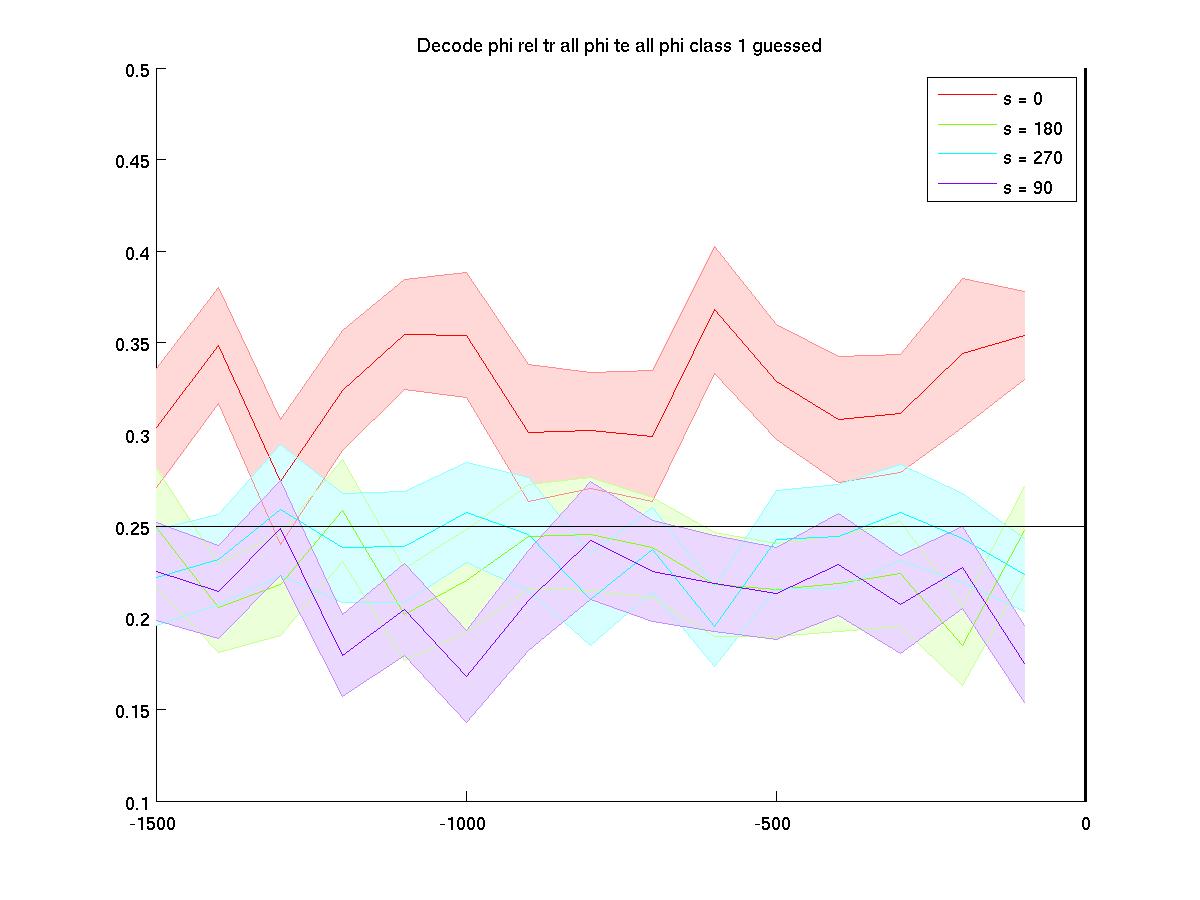 Decode phi rel tr all phi te all phi class 1 guessed
0.5
0.45
0.4
0.35
0.3
0.25
0.2
0.15
0.1
s = 0
s = 180
s = 270
s = 90
-1500
-1000
-500
0